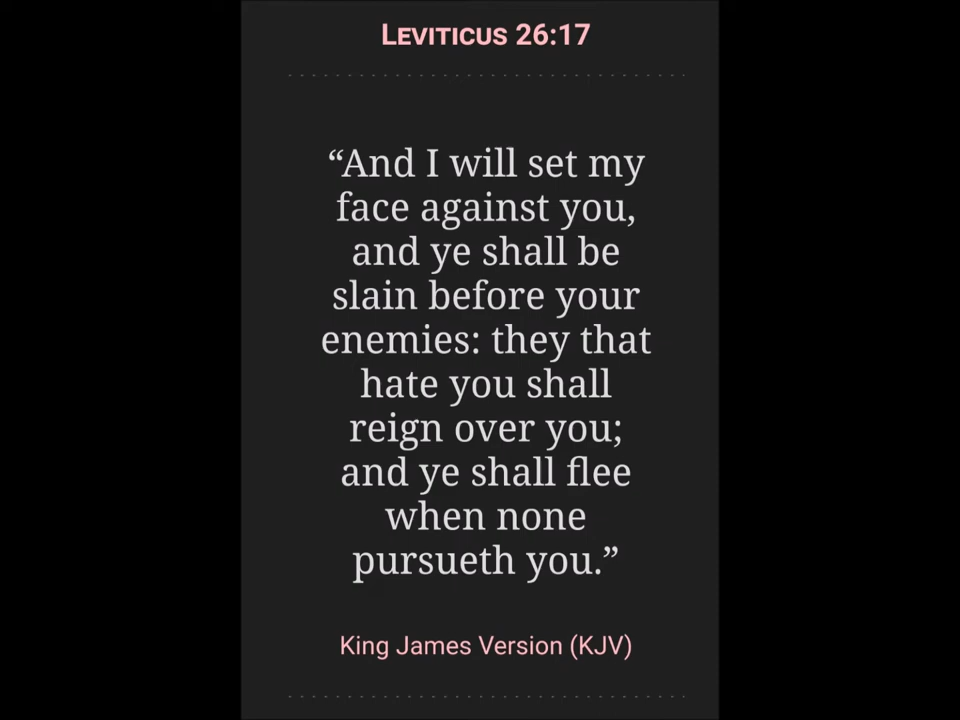 LEVITICUS 26:17
“And I will set my
face against you,
and ye shall be
slain before your
enemies: they that
hate you shall
reign over you;
and ye shall flee
when none
pursueth you.”
King James Version (KJV)